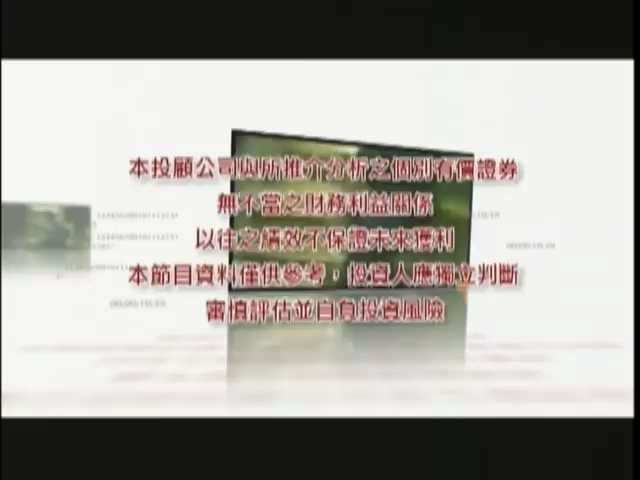 本投顧公司與所推介分析之個別有價證券
無不當之財務利益關係
以往之績效不保證未來獲利
本節目資料僅供參考，投資人應獨立判斷
審慎評估並自負投資風險